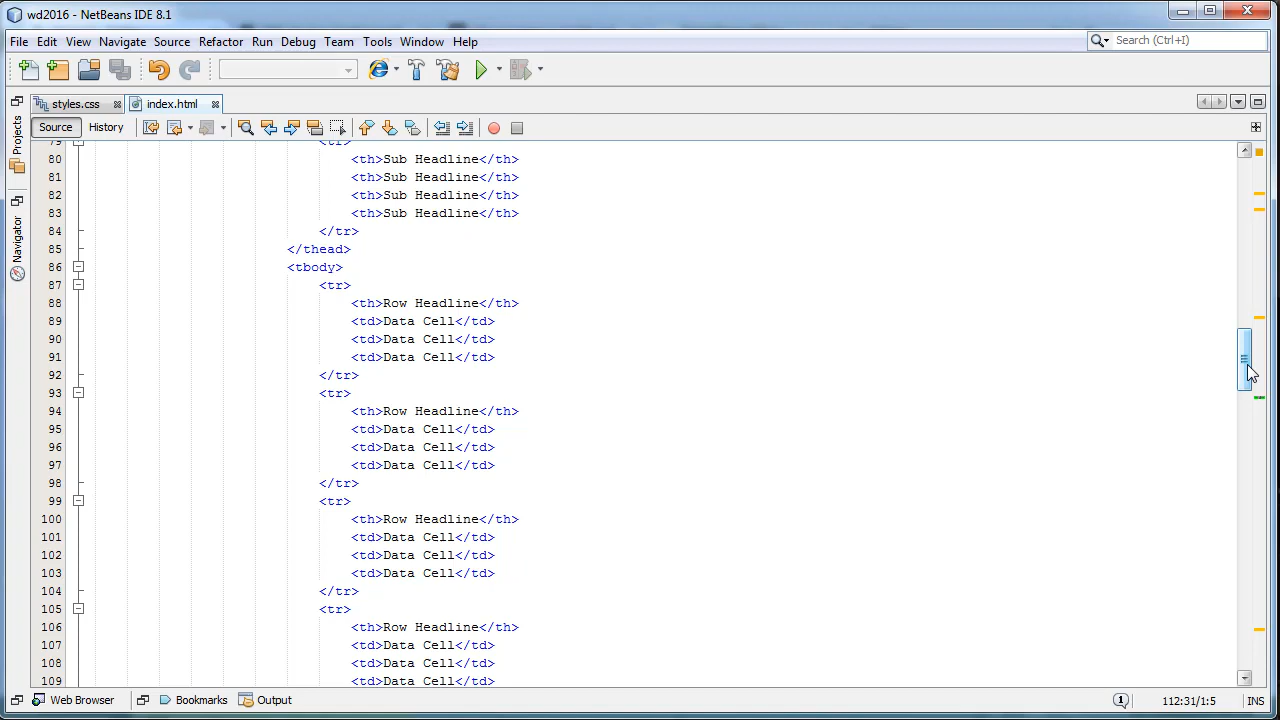 wd2016 - NetBeans IDE 8.1
File Edit View Navigate Source Refactor Run Debug Team Tools Window Help
Search (Ctrl+I)
styles.css index.html
Source History
Projects
Navigator
79 <tr>
80 <th>Sub Headline</th>
81 <th>Sub Headline</th>
82 <th>Sub Headline</th>
83 <th>Sub Headline</th>
84 </tr>
85 </thead>
86 <tbody>
87 <tr>
88 <th>Row Headline</th>
89 <td>Data Cell</td>
90 <td>Data Cell</td>
91 <td>Data Cell</td>
92 </tr>
93 <tr>
94 <th>Row Headline</th>
95 <td>Data Cell</td>
96 <td>Data Cell</td>
97 <td>Data Cell</td>
98 </tr>
99 <tr>
100 <th>Row Headline</th>
101 <td>Data Cell</td>
102 <td>Data Cell</td>
103 <td>Data Cell</td>
104 </tr>
105 <tr>
106 <th>Row Headline</th>
107 <td>Data Cell</td>
108 <td>Data Cell</td>
109 <td>Data Cell</td>
Web Browser Bookmarks Output 1 112:31/1:5 INS